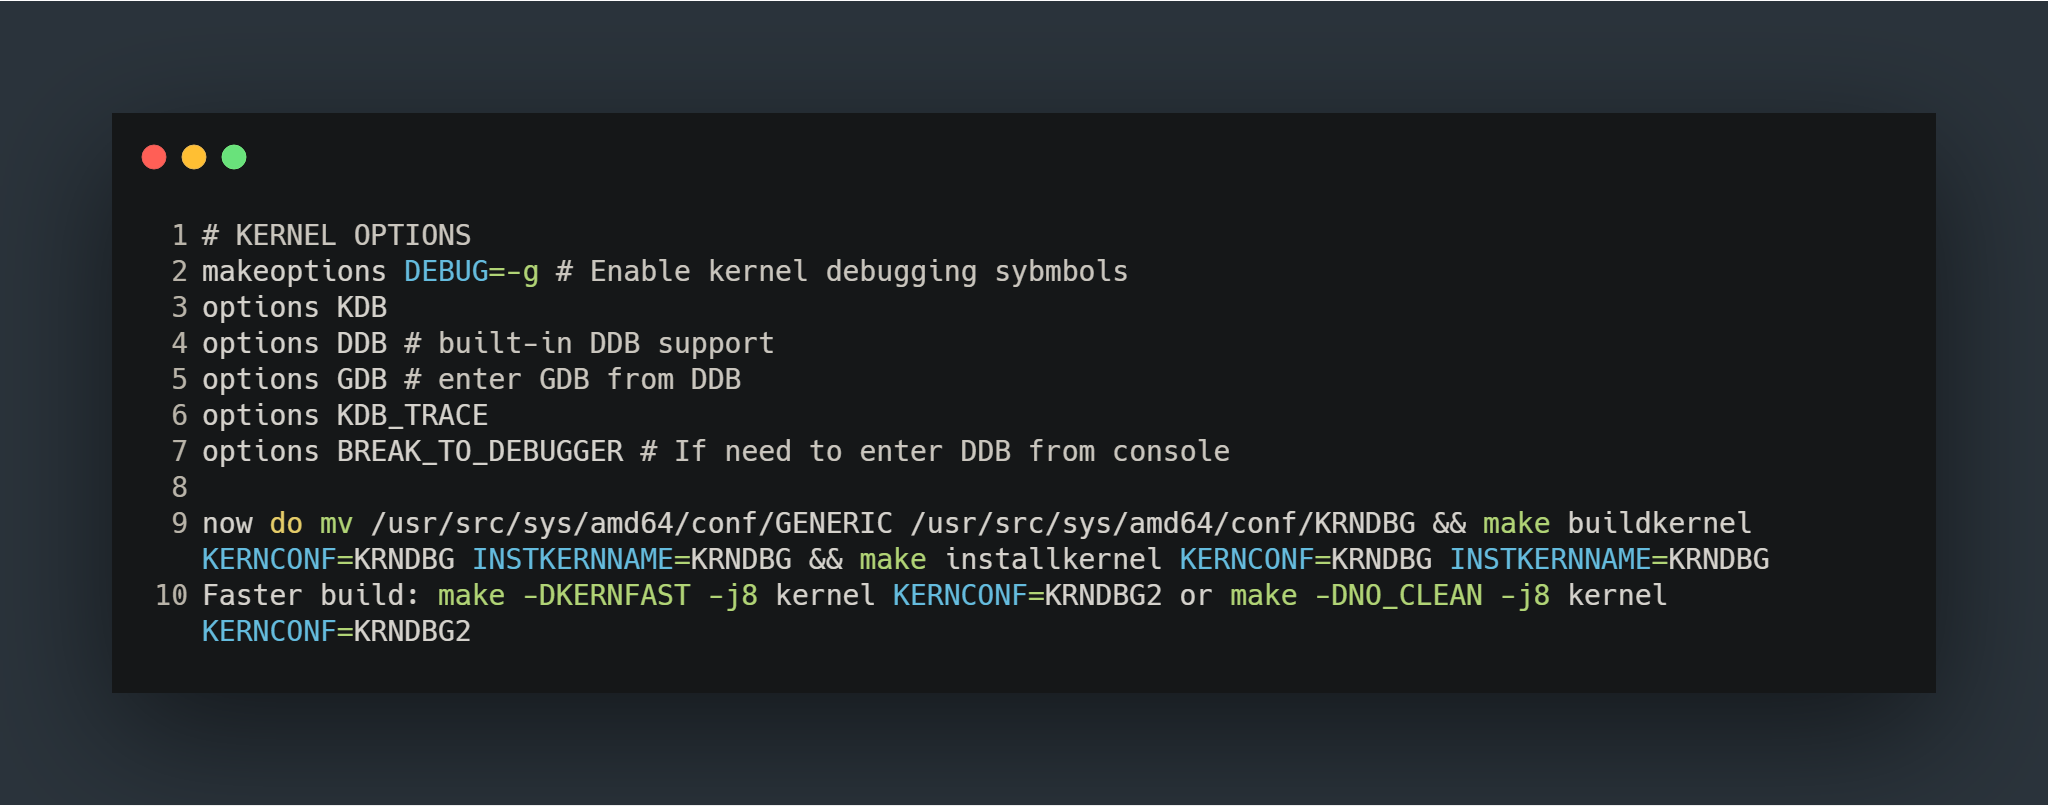 1 # KERNEL OPTIONS
2 makeoptions DEBUG=-g # Enable kernel debugging sybmbols
3 options KDB
4 options DDB # built-in DDB support
5 options GDB # enter GDB from DDB
6 options KDB_TRACE
7 options BREAK_TO_DEBUGGER # If need to enter DDB from console
8
9 now do mv /usr/src/sys/amd64/conf/GENERIC /usr/src/sys/amd64/conf/KRNDBG && make buildkernel
KERNCONF=KRNDBG INSTKERNNAME=KRNDBG && make installkernel KERNCONF=KRNDBG INSTKERNNAME=KRNDBG
10 Faster build: make -DKERNFAST -j8 kernel KERNCONF=KRNDBG2 or make -DNO_CLEAN -j8 kernel
KERNCONF=KRNDBG2